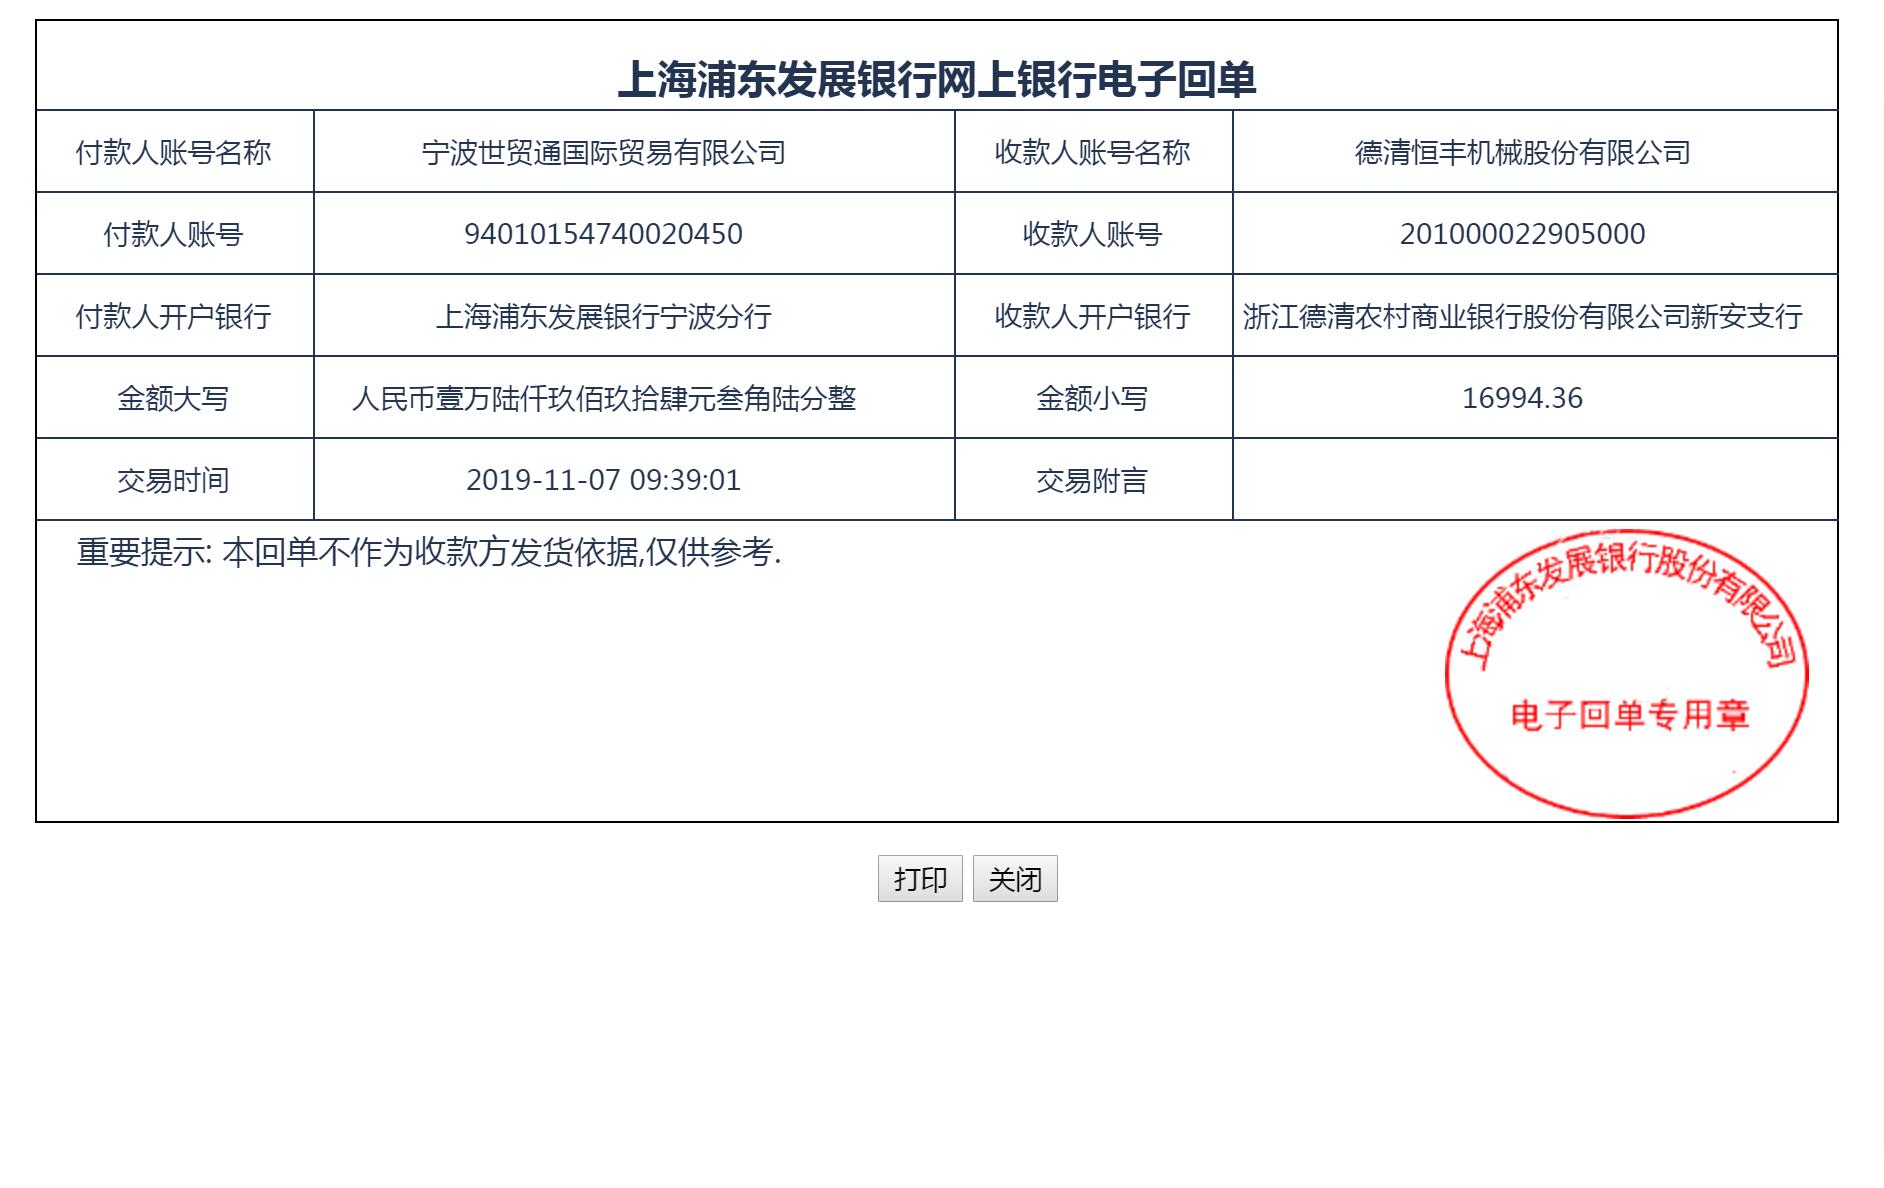 上海浦东发展银行网上银行电子回单
付款人账号名称 宁波世贸通国际贸易有限公司 收款人账号名称 德清恒丰机械股份有限公司
付款人账号 94010154740020450 收款人账号 201000022905000
付款人开户银行 上海浦东发展银行宁波分行 收款人开户银行 浙江德清农村商业银行股份有限公司新安支行
金额大写 人民币壹万陆仟玖佰玖拾肆元叁角陆分整 金额小写 16994.36
交易时间 2019-11-07 09:39:01 交易附言
重要提示: 本回单不作为收款方发货依据,仅供参考.
上海浦东发展银行股份有限公司
电子回单专用章
打印 关闭